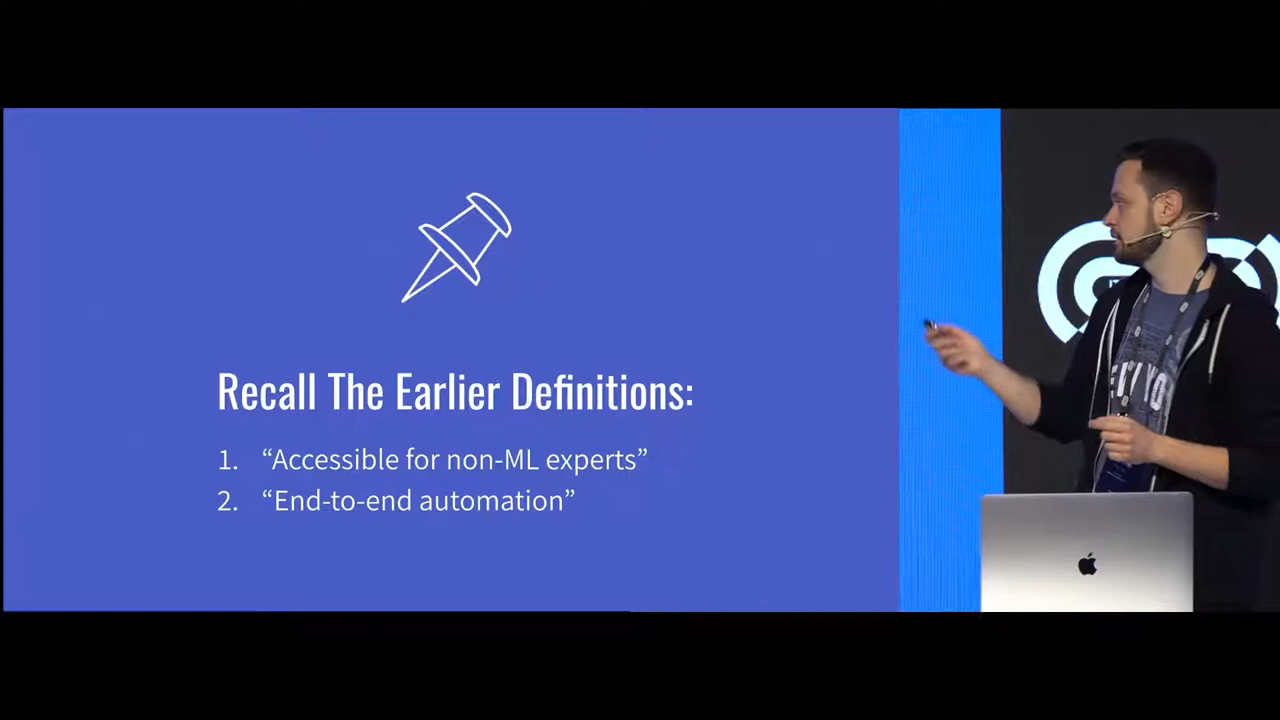 Recall The Earlier Definitions:
1. “Accessible for non-ML experts”
2. “End-to-end automation”